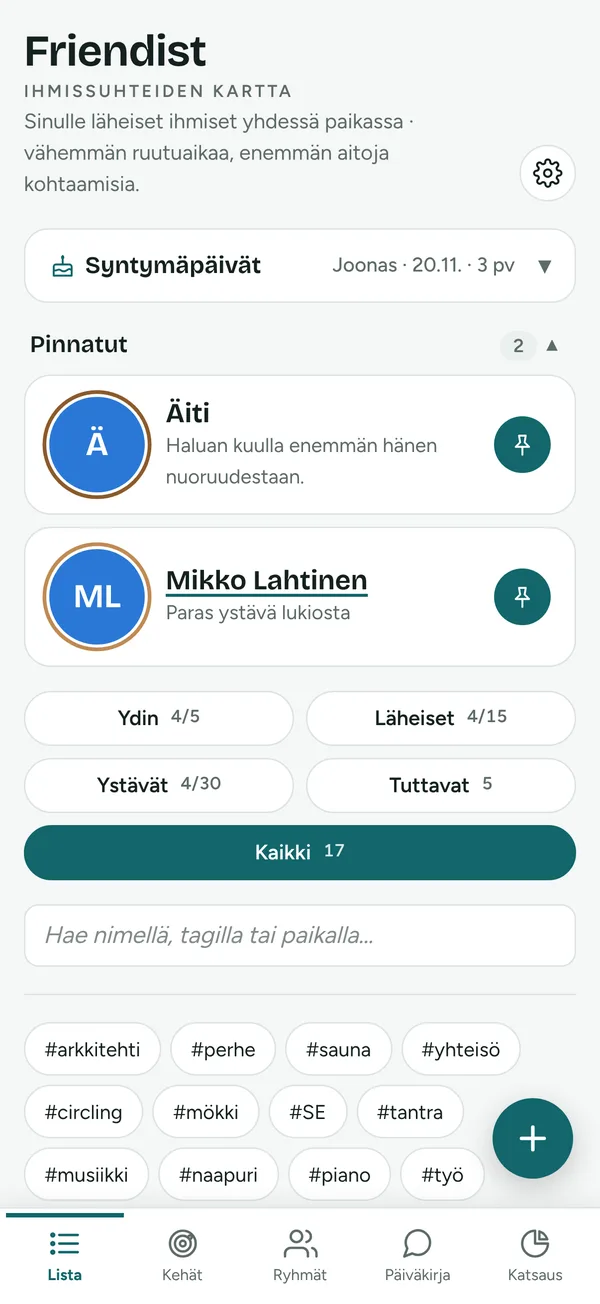 Friendist
IHMISSUHTEIDEN KARTTA
Sinulle läheiset ihmiset yhdessä paikassa ·
vähemmän ruutuaikaa, enemmän aitoja
kohtaamisia.
Syntymäpäivät Joonas · 20.11. · 3 pv ▼
Pinnatut 2 ▲
Ä
Äiti
Haluan kuulla enemmän hänen
nuoruudestaan.
ML
Mikko Lahtinen
Paras ystävä lukiosta
Ydin 4/5 Läheiset 4/15
Ystävät 4/30 Tuttavat 5
Kaikki 17
Hae nimellä, tagilla tai paikalla...
#arkkitehti #perhe #sauna #yhteisö
#circling #mökki #SE #tantra
#musiikki #naapuri #piano #työ
Lista Kehät Ryhmät Päiväkirja Katsaus